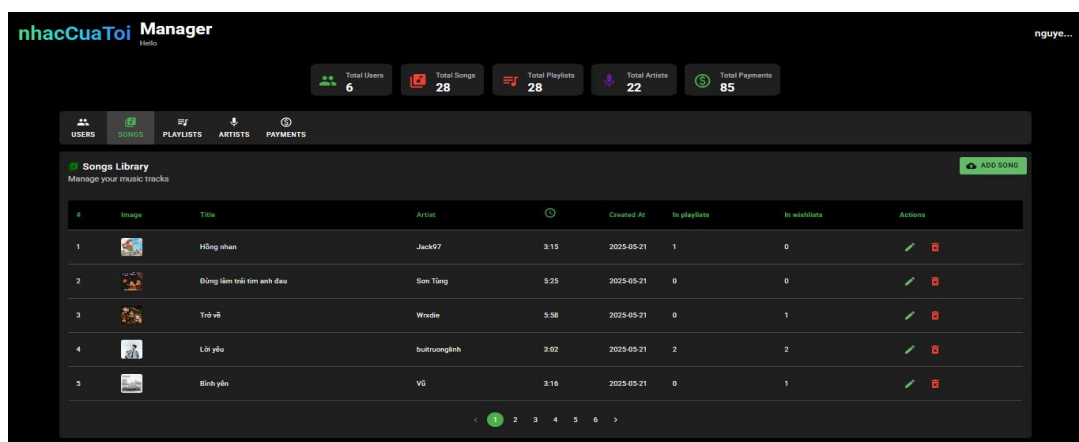 nhacCuaToi Manager
Hello
nguye...
Total Users
6
Total Songs
28
Total Playlists
28
Total Artists
22
Total Payments
85
USERS SONGS PLAYLISTS ARTISTS PAYMENTS
Songs Library
Manage your music tracks
ADD SONG
# Image Title Artist Created At In playlists In wishlists Actions
1 Hồng nhan Jack97 3:15 2025-05-21 1 0
2 Đừng làm trái tim anh đau Sơn Tùng 5:25 2025-05-21 0 0
3 Trở về Wrxdie 5:58 2025-05-21 0 1
4 Lời yêu buitruonglinh 3:02 2025-05-21 2 2
5 Bình yên Vũ 3:16 2025-05-21 0 1
‹ 1 2 3 4 5 6 ›